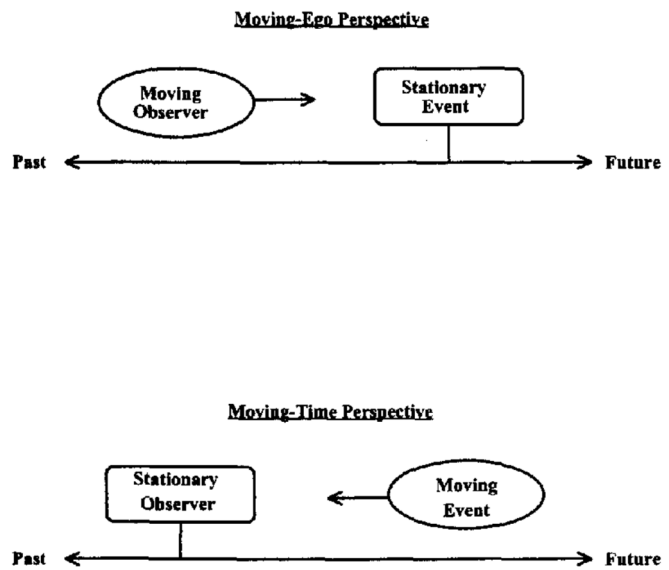 Moving-Ego Perspective
Moving
Observer
Stationary
Event
Past
Future
Moving-Time Perspective
Stationary
Observer
Moving
Event
Past
Future